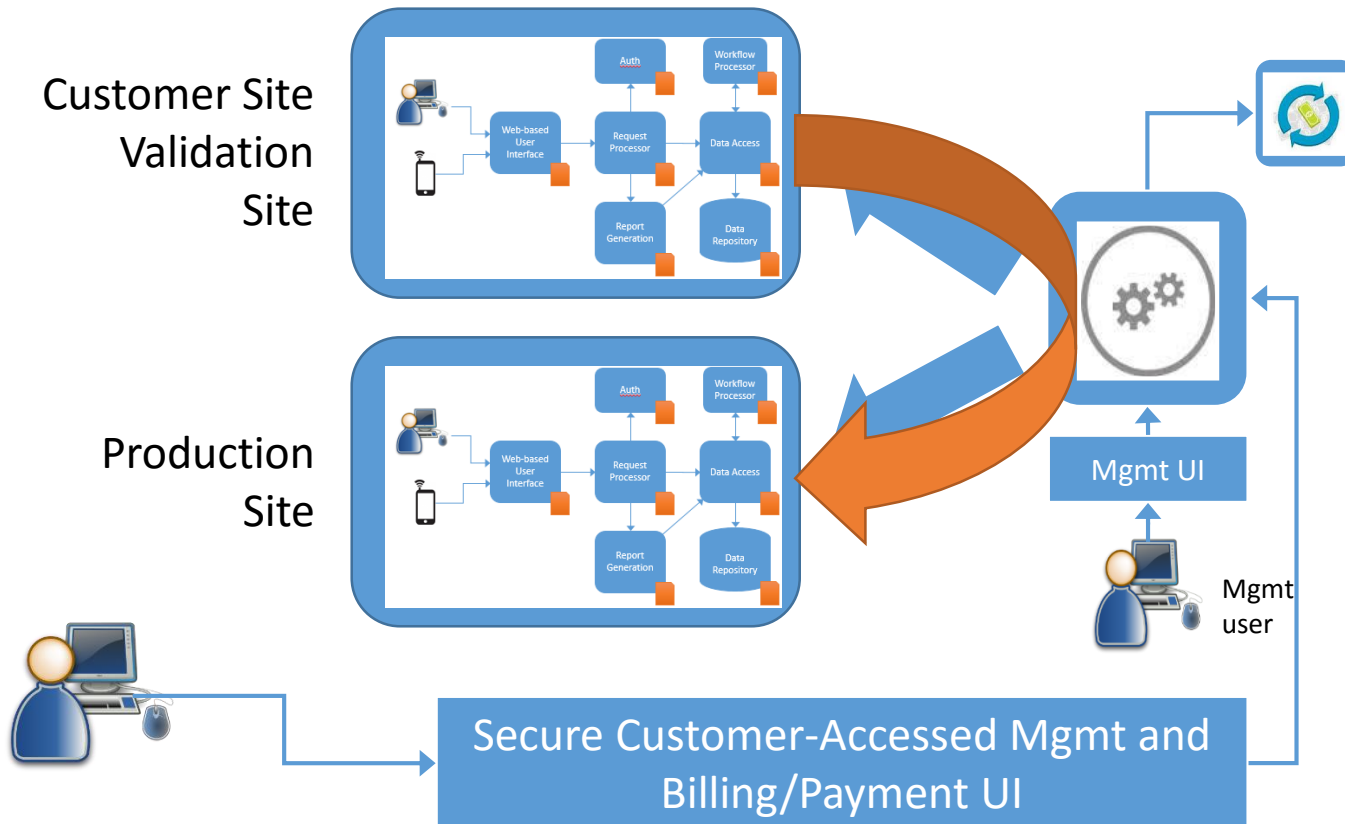 Customer Site
Validation
Site
Auth
Workflow
Processor
Web-based
User
Interface
Request
Processor
Data Access
Report
Generation
Data
Repository
Production
Site
Auth
Workflow
Processor
Web-based
User
Interface
Request
Processor
Data Access
Report
Generation
Data
Repository
Mgmt UI
Mgmt
user
Secure Customer-Accessed Mgmt and
Billing/Payment UI